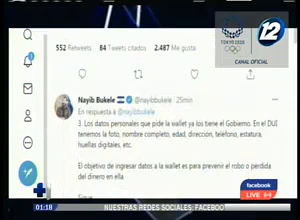 12
TOKYO 2020
CANAL OFICIAL
552 Retweets 84 Tweets citados 2.487 Me gusta
Nayib Bukele @nayibbukele · 25min
En respuesta a @nayibbukele
3. Los datos personales que pide la wallet ya los tiene el Gobierno. En el DUI
tenemos la foto, nombre completo, edad, dirección, teléfono, estatura,
huellas digitales, etc.
El objetivo de ingresar datos a la wallet es para prevenir el robo o perdida
del dinero en ella.
facebook
LIVE
01:18 NUESTRAS REDES SOCIALES: FACEBOO